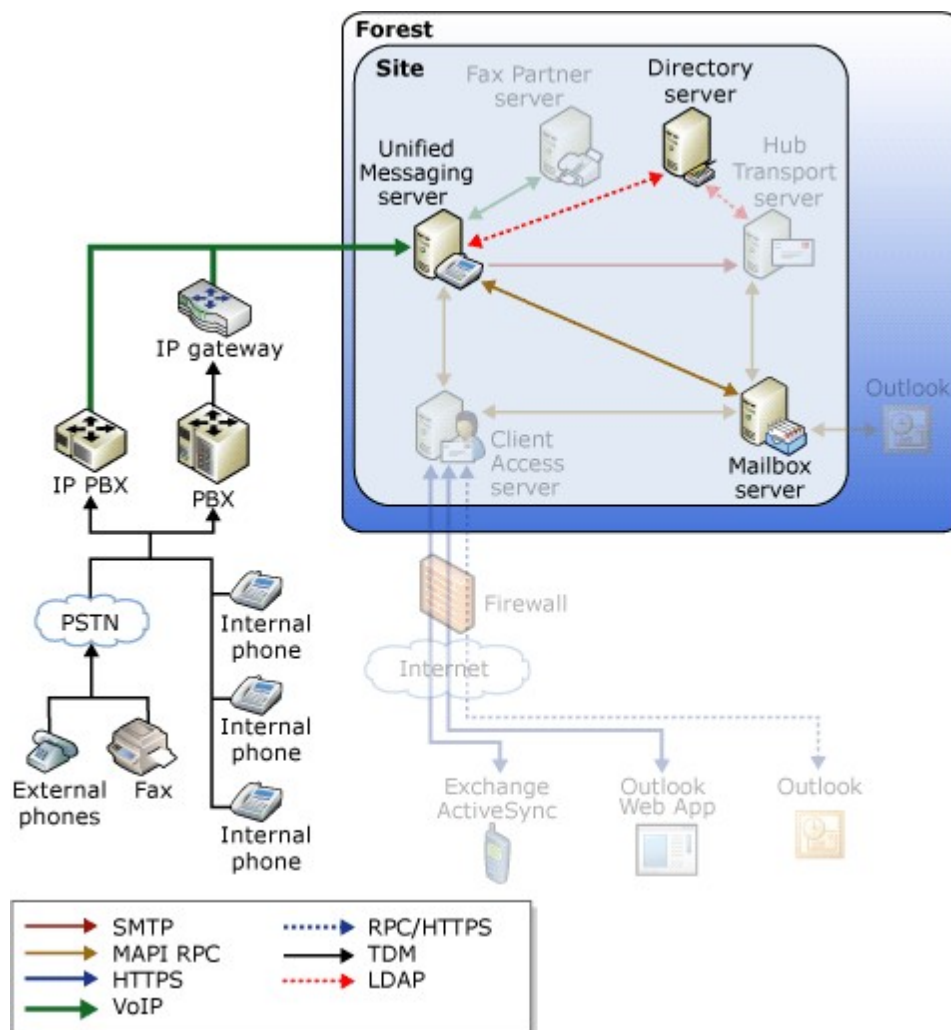 Forest
Site
Fax Partner
server
Directory
server
Unified
Messaging
server
Hub
Transport
server
IP gateway
IP PBX
PBX
Client
Access
server
Mailbox
server
Outlook
PSTN
Internal
phone
Internal
phone
Internal
phone
External
phones
Fax
Firewall
Internet
Exchange
ActiveSync
Outlook
Web App
Outlook
SMTP
MAPI RPC
HTTPS
VoIP
RPC/HTTPS
TDM
LDAP